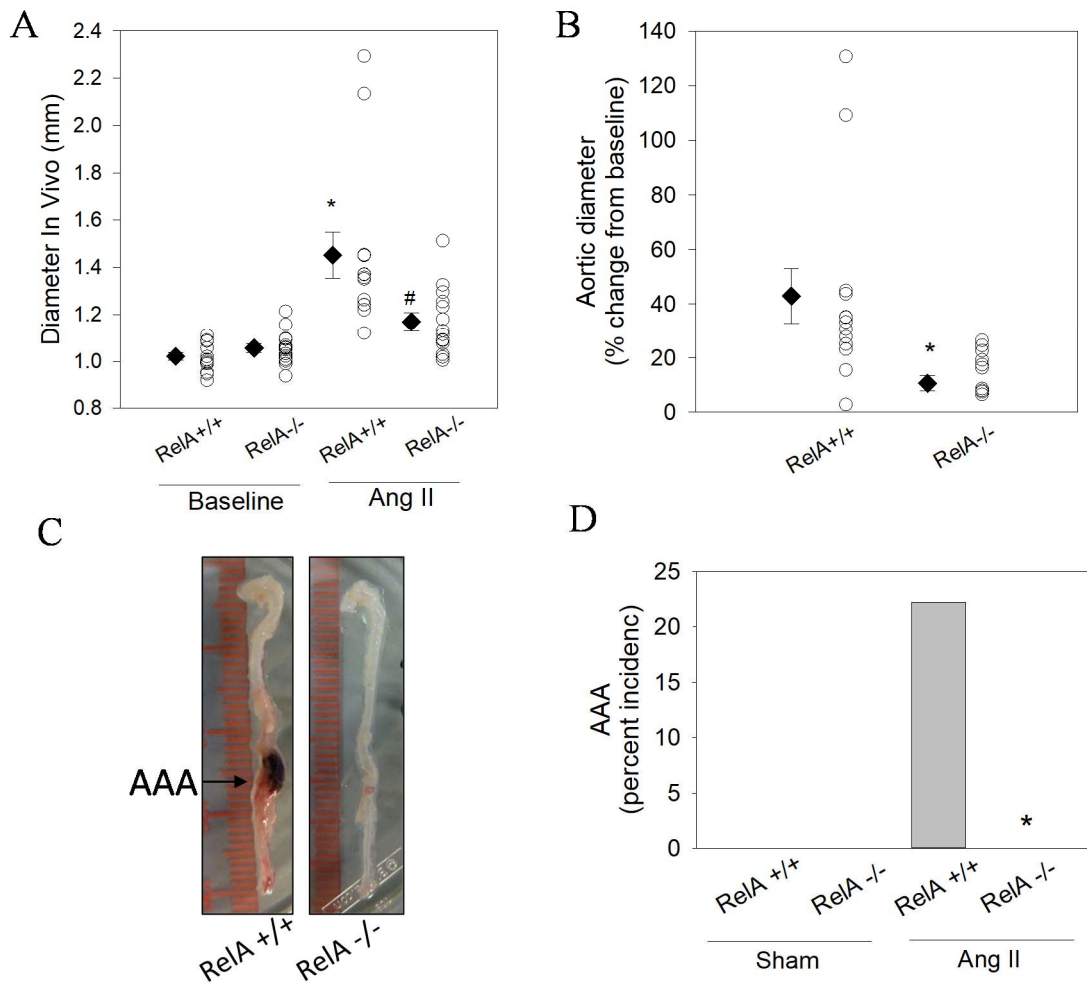 A
Diameter In Vivo (mm)
2.4
2.2
2.0
1.8
1.6
1.4
1.2
1.0
0.8
*
#
RelA+/+
RelA-/-
RelA+/+
RelA-/-
Baseline
Ang II
B
Aortic diameter
(% change from baseline)
140
120
100
80
60
40
20
0
*
RelA+/+
RelA-/-
C
AAA
RelA +/+
RelA -/-
D
AAA
(percent incidenc
25
20
15
10
5
0
*
RelA +/+
RelA -/-
RelA +/+
RelA -/-
Sham
Ang II